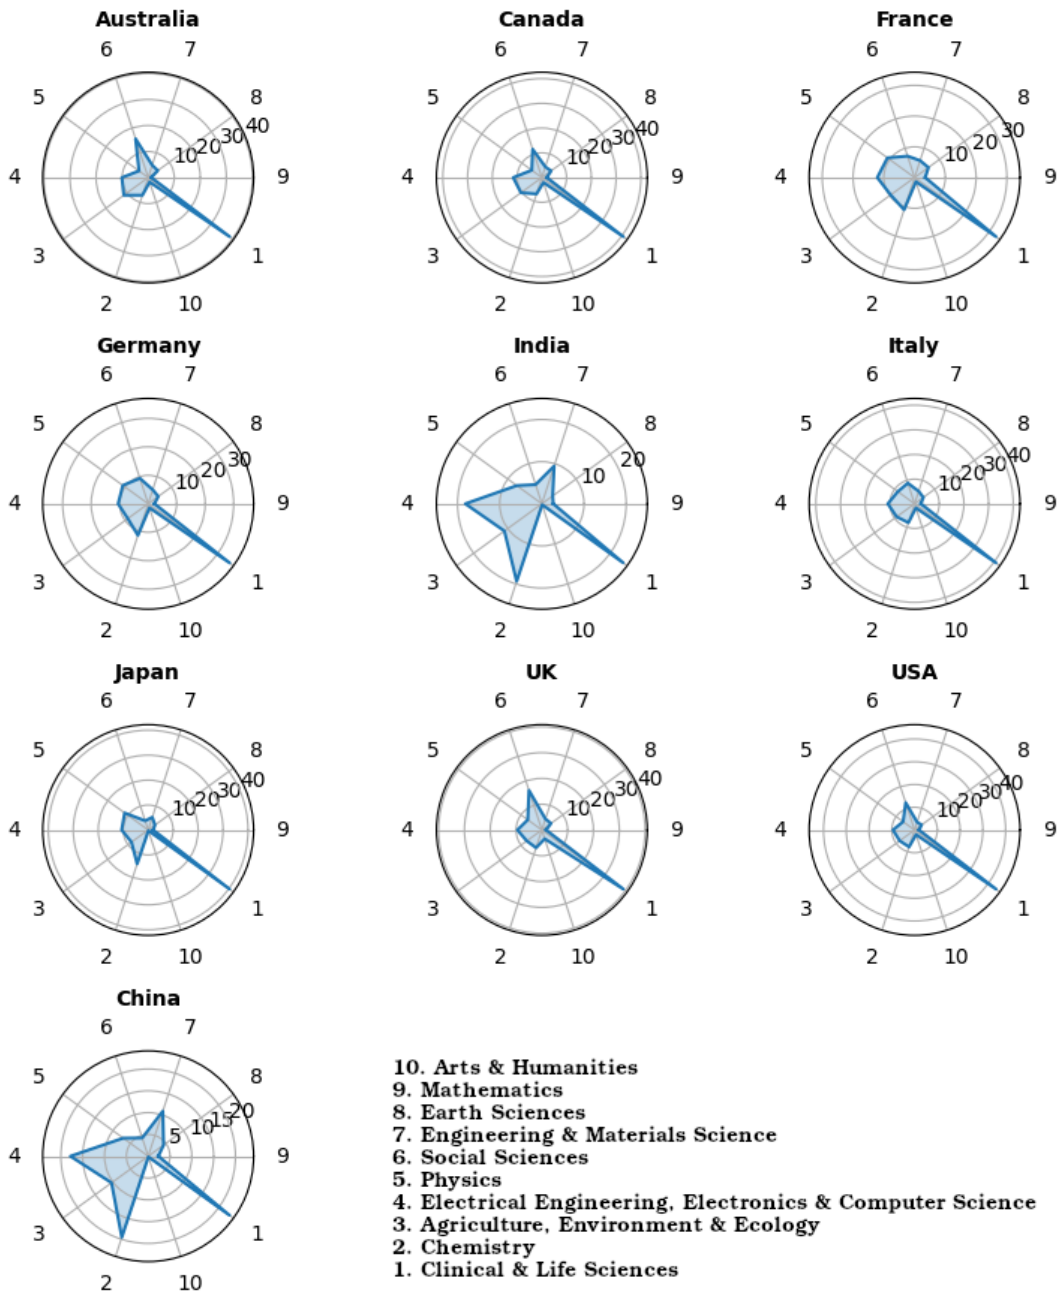 Australia
6 7
5 8
10 20 30 40
4 9
3 1
2 10
Canada
6 7
5 8
10 20 30 40
4 9
3 1
2 10
France
6 7
5 8
10 20 30
4 9
3 1
2 10
Germany
6 7
5 8
10 20 30
4 9
3 1
2 10
India
6 7
5 8
10 20
4 9
3 1
2 10
Italy
6 7
5 8
10 20 30 40
4 9
3 1
2 10
Japan
6 7
5 8
10 20 30 40
4 9
3 1
2 10
UK
6 7
5 8
10 20 30 40
4 9
3 1
2 10
USA
6 7
5 8
10 20 30 40
4 9
3 1
2 10
China
6 7
5 8
5 10 15 20
4 9
3 1
2 10
10. Arts & Humanities
9. Mathematics
8. Earth Sciences
7. Engineering & Materials Science
6. Social Sciences
5. Physics
4. Electrical Engineering, Electronics & Computer Science
3. Agriculture, Environment & Ecology
2. Chemistry
1. Clinical & Life Sciences